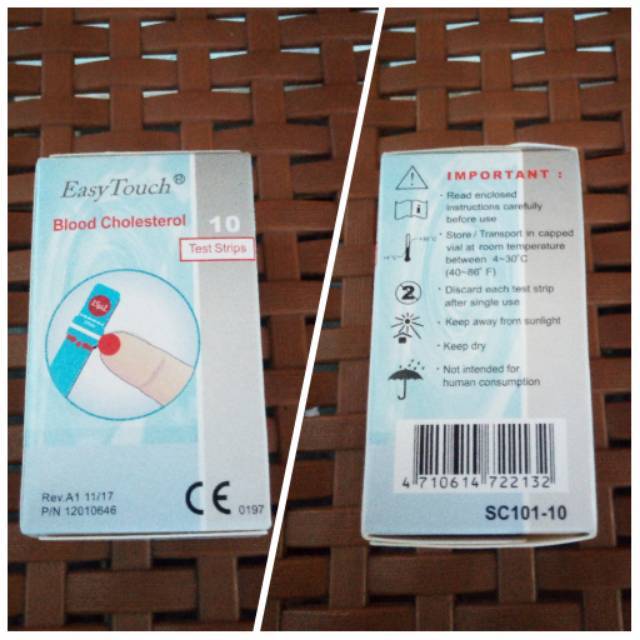 EasyTouch®
Blood Cholesterol
10
Test Strips
Rev.A1 11/17
P/N 12010646
CE 0197
IMPORTANT :
· Read enclosed
instructions carefully
before use
· Store / Transport in capped
vial at room temperature
between 4~30°C
(40~86° F)
2
· Discard each test strip
after single use
· Keep away from sunlight
· Keep dry
· Not intended for
human consumption
4 710614 722132
SC101-10